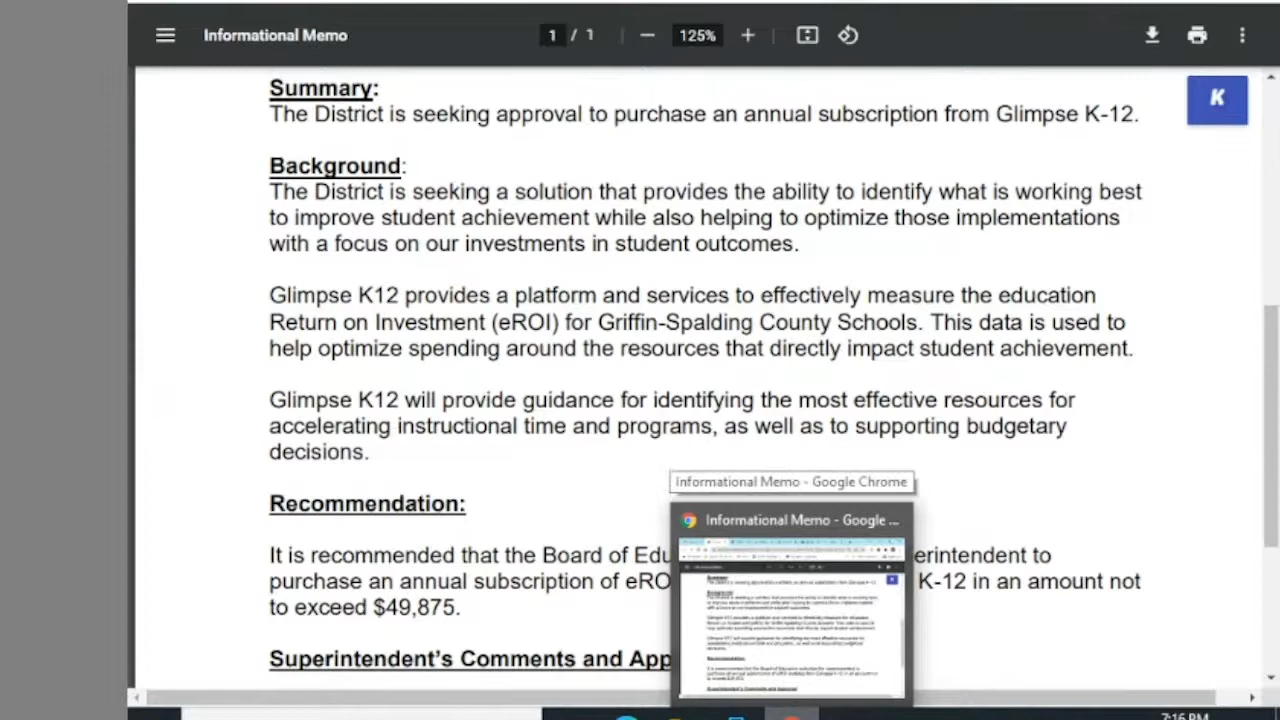 Informational Memo
1 / 1
125%
Summary:
K
The District is seeking approval to purchase an annual subscription from Glimpse K-12.
Background:
The District is seeking a solution that provides the ability to identify what is working best
to improve student achievement while also helping to optimize those implementations
with a focus on our investments in student outcomes.
Glimpse K12 provides a platform and services to effectively measure the education
Return on Investment (eROI) for Griffin-Spalding County Schools. This data is used to
help optimize spending around the resources that directly impact student achievement.
Glimpse K12 will provide guidance for identifying the most effective resources for
accelerating instructional time and programs, as well as to supporting budgetary
decisions.
Informational Memo - Google Chrome
Recommendation:
Informational Memo - Google ...
It is recommended that the Board of Edu erintendent to
purchase an annual subscription of eRO K-12 in an amount not
to exceed $49,875.
Siperintendent's Comments and App
7:16 PM